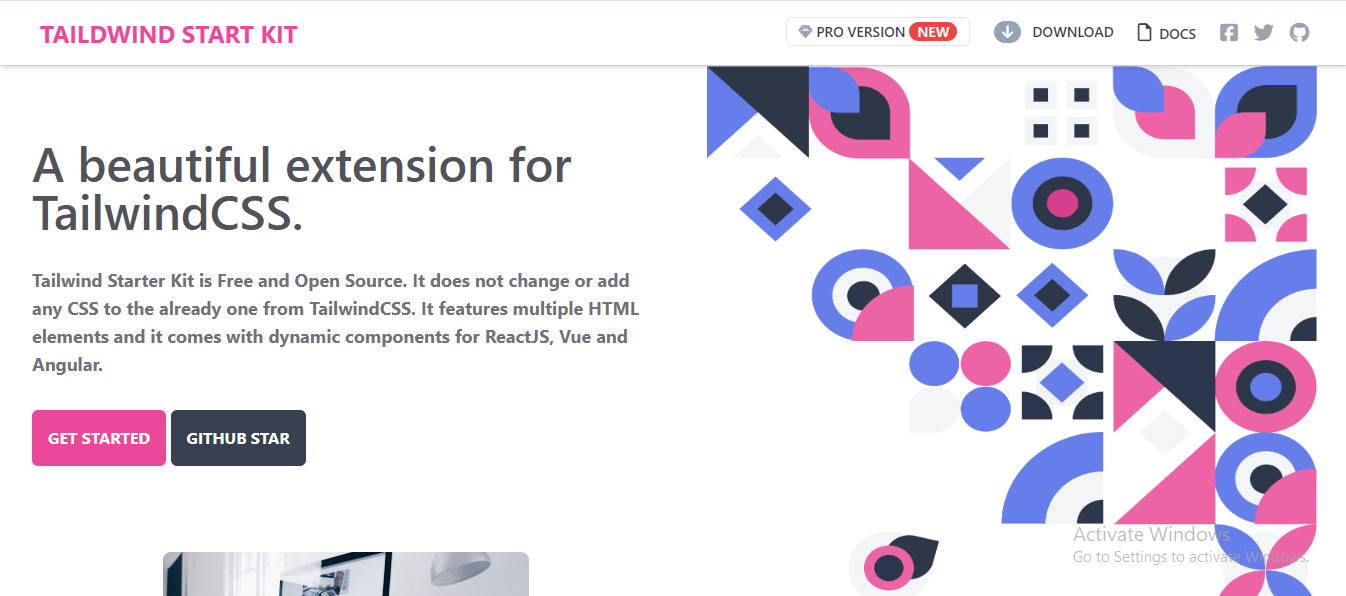 TAILDWIND START KIT
PRO VERSION NEW
DOWNLOAD
DOCS
A beautiful extension for
TailwindCSS.
Tailwind Starter Kit is Free and Open Source. It does not change or add
any CSS to the already one from TailwindCSS. It features multiple HTML
elements and it comes with dynamic components for ReactJS, Vue and
Angular.
GET STARTED
GITHUB STAR
Activate Windows
Go to Settings to activate Windows.